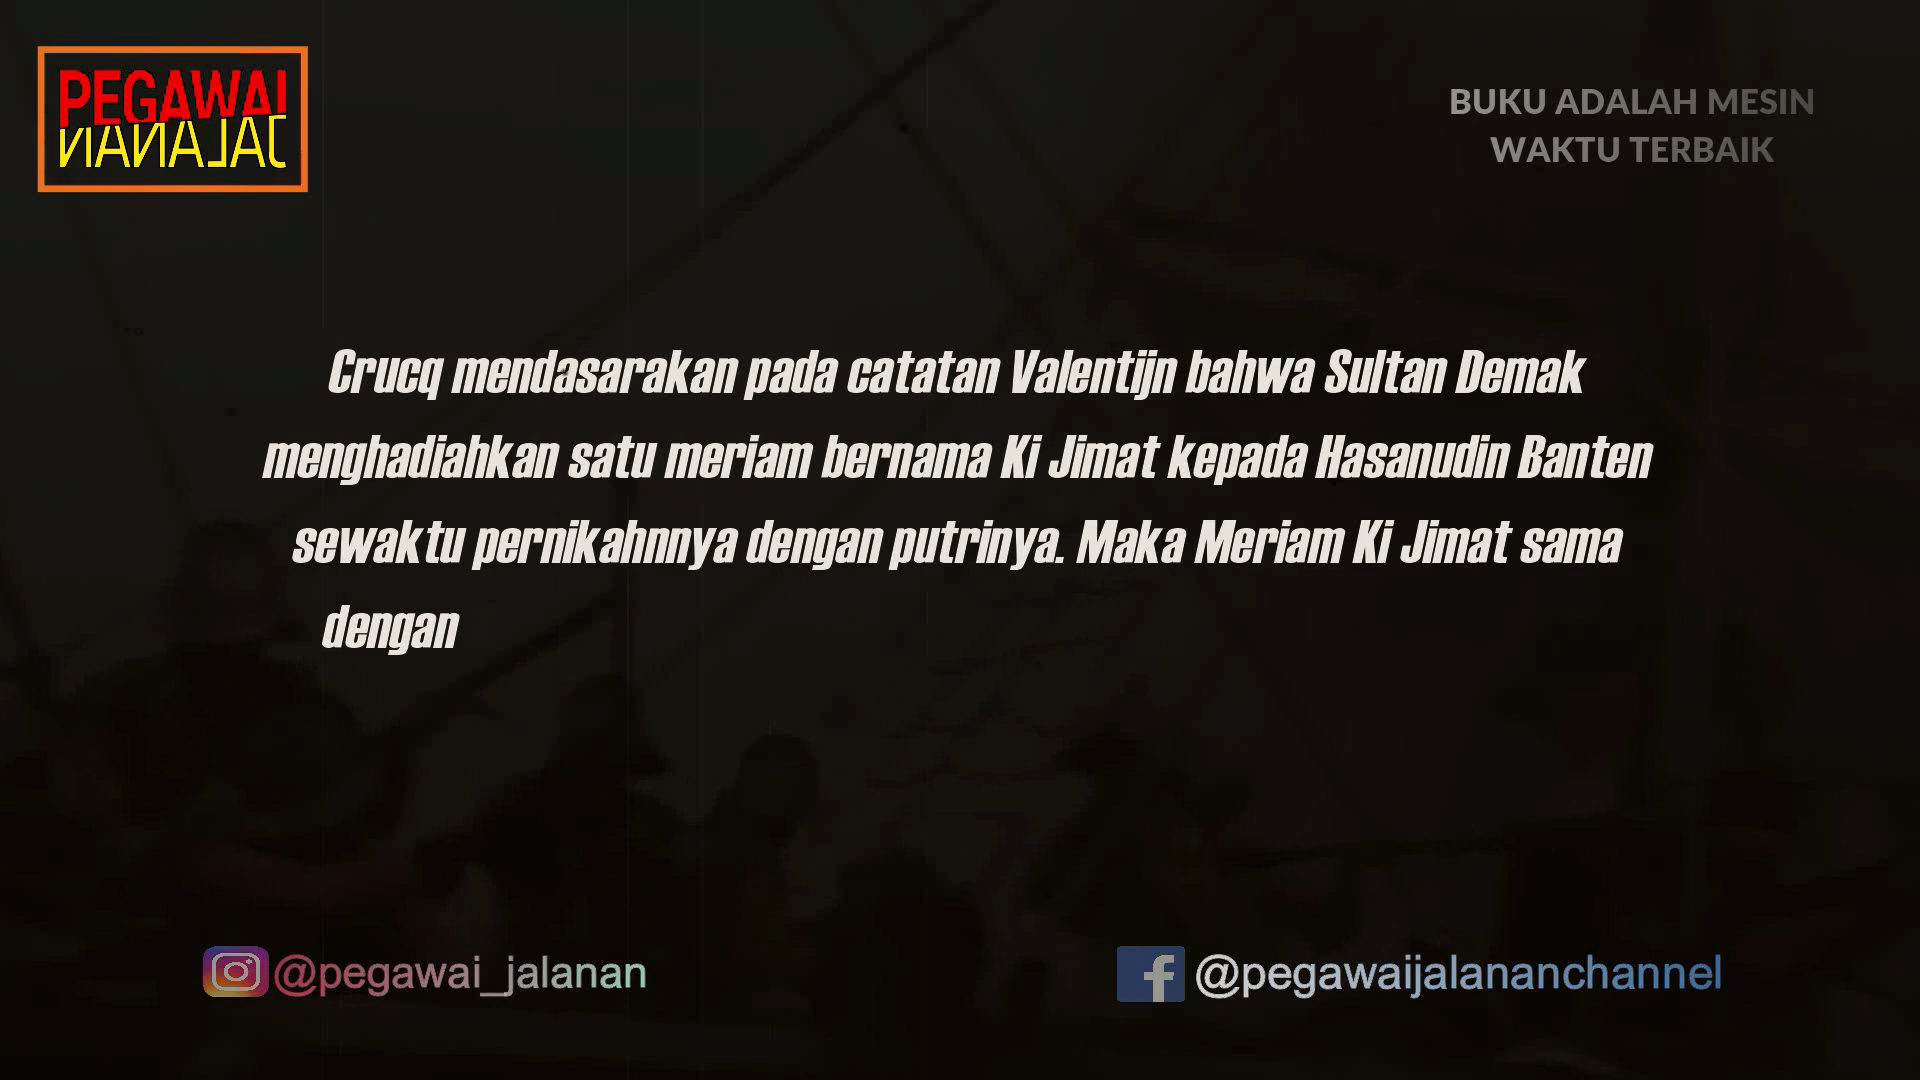 PEGAWAI
JALANAN
BUKU ADALAH MESIN
WAKTU TERBAIK
Crucq mendasarakan pada catatan Valentijn bahwa Sultan Demak
menghadiahkan satu meriam bernama Ki Jimat kepada Hasanudin Banten
sewaktu pernikahnnya dengan putrinya. Maka Meriam Ki Jimat sama
dengan
@pegawai_jalanan
@pegawaijalananchannel